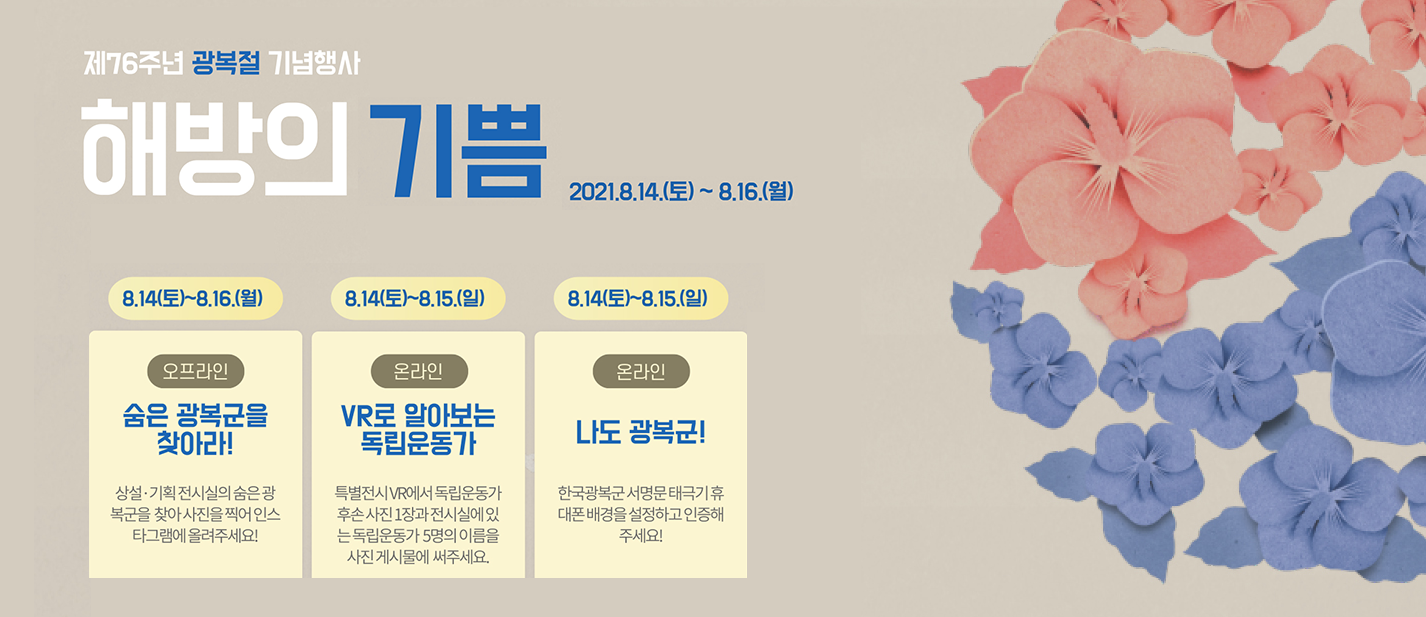 제76주년 광복절 기념행사
해방의 기쁨
2021.8.14.(토) ~ 8.16.(월)
8.14(토)~8.16.(월)
오프라인
숨은 광복군을
찾아라!
상설·기획 전시실의 숨은 광
복군을 찾아 사진을 찍어 인스
타그램에 올려주세요!
8.14(토)~8.15.(일)
온라인
VR로 알아보는
독립운동가
특별전시 VR에서 독립운동가
후손 사진 1장과 전시실에 있
는 독립운동가 5명의 이름을
사진 게시물에 써주세요.
8.14(토)~8.15.(일)
온라인
나도 광복군!
한국광복군 서명문 태극기 휴
대폰 배경을 설정하고 인증해
주세요!